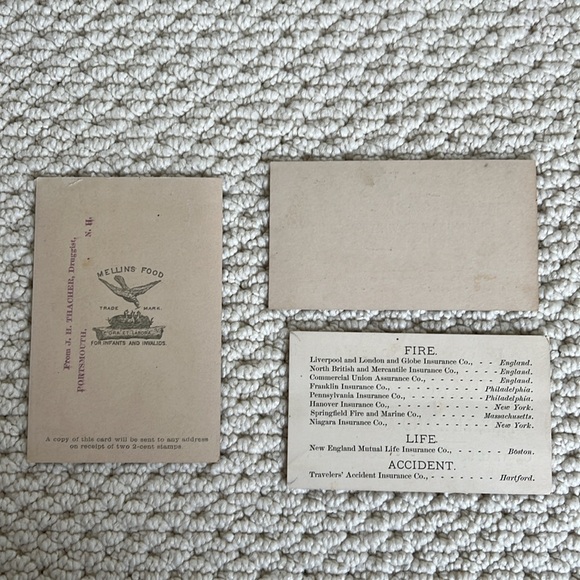 From J. H. THACHER, Druggist,
PORTSMOUTH, N. H.
MELLINS FOOD
TRADE MARK.
ORA ET LABORA
FOR INFANTS AND INVALIDS
A copy of this card will be sent to any address
on receipt of two 2-cent stamps.
FIRE.
Liverpool and London and Globe Insurance Co., - - England.
North British and Mercantile Insurance Co., - - - England.
Commercial Union Assurance Co., - - - - - England.
Franklin Insurance Co., - - - - - - Philadelphia.
Pennsylvania Insurance Co., - - - - - Philadelphia.
Hanover Insurance Co., - - - - - - New York.
Springfield Fire and Marine Co., - - - - Massachusetts.
Niagara Insurance Co., - - - - - - New York.
LIFE.
New England Mutual Life Insurance Co., - - - - Boston.
ACCIDENT.
Travelers' Accident Insurance Co., - - - - - Hartford.